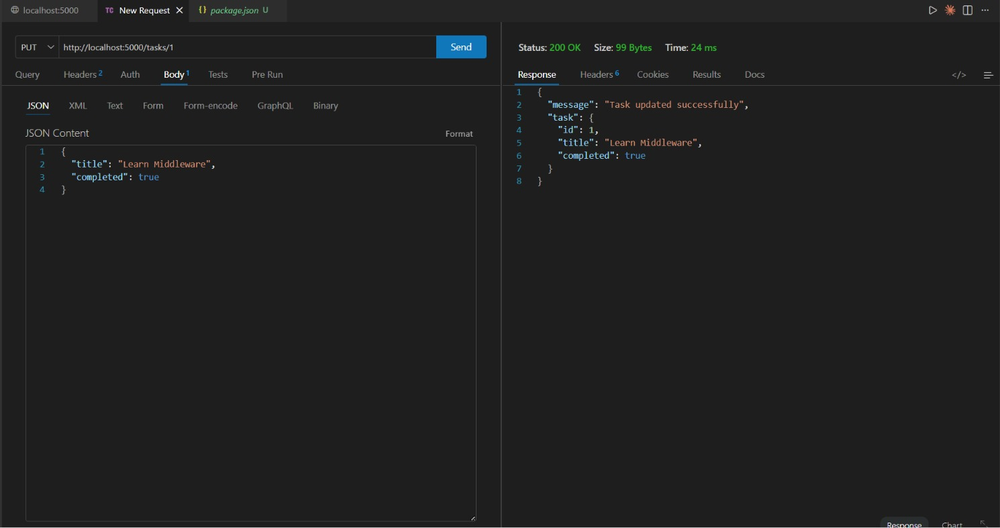 localhost:5000 TC New Request {} package.json U
PUT http://localhost:5000/tasks/1 Send
Query Headers 2 Auth Body 1 Tests Pre Run
JSON XML Text Form Form-encode GraphQL Binary
JSON Content Format
1 {
2 "title": "Learn Middleware",
3 "completed": true
4 }
Status: 200 OK Size: 99 Bytes Time: 24 ms
Response Headers 6 Cookies Results Docs </>
1 {
2 "message": "Task updated successfully",
3 "task": {
4 "id": 1,
5 "title": "Learn Middleware",
6 "completed": true
7 }
8 }
Response Chart